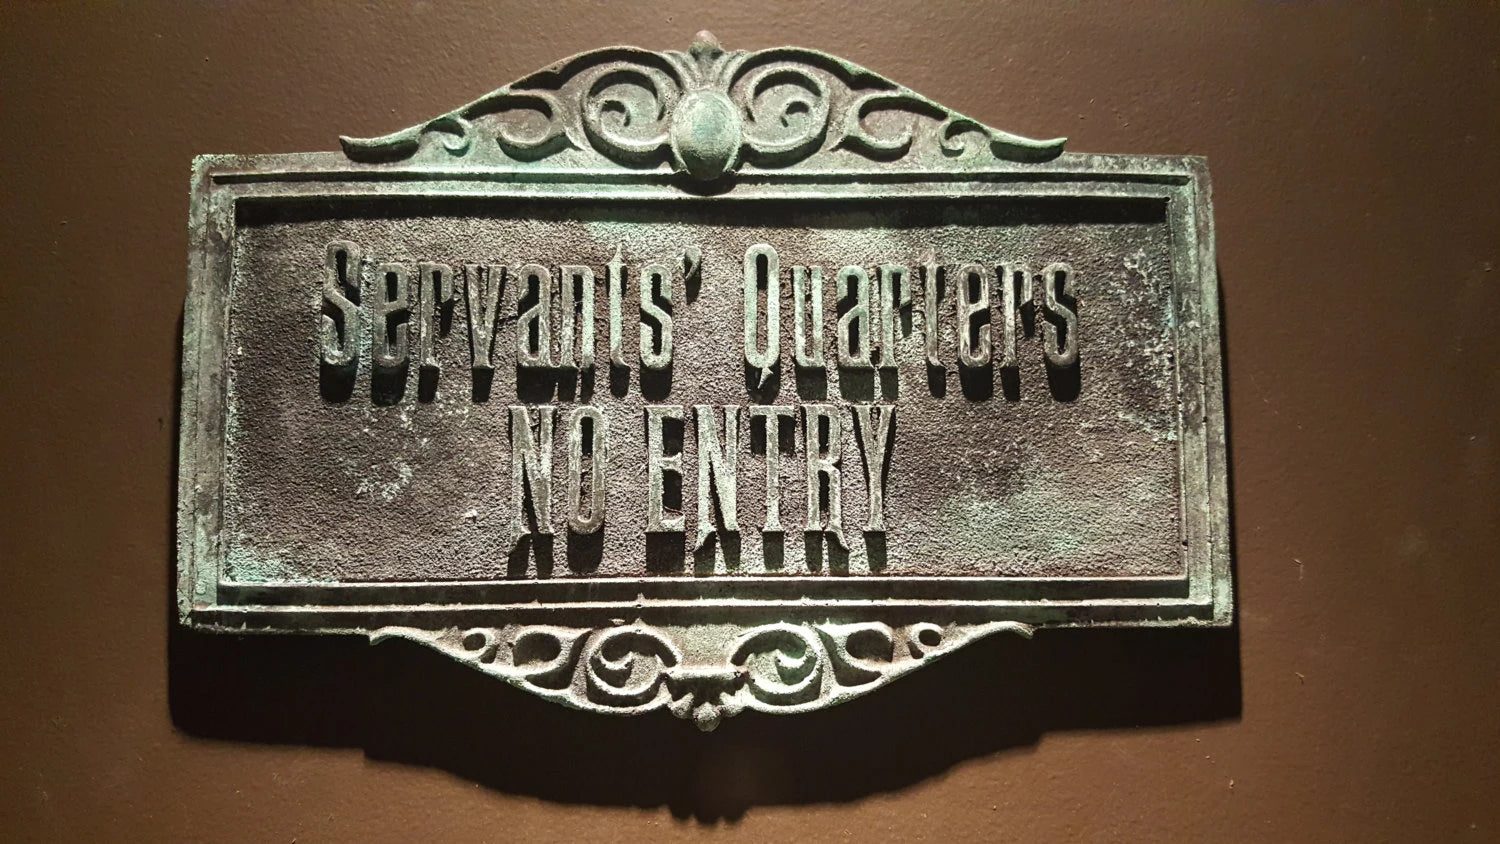 Servants' Quarters
NO ENTRY